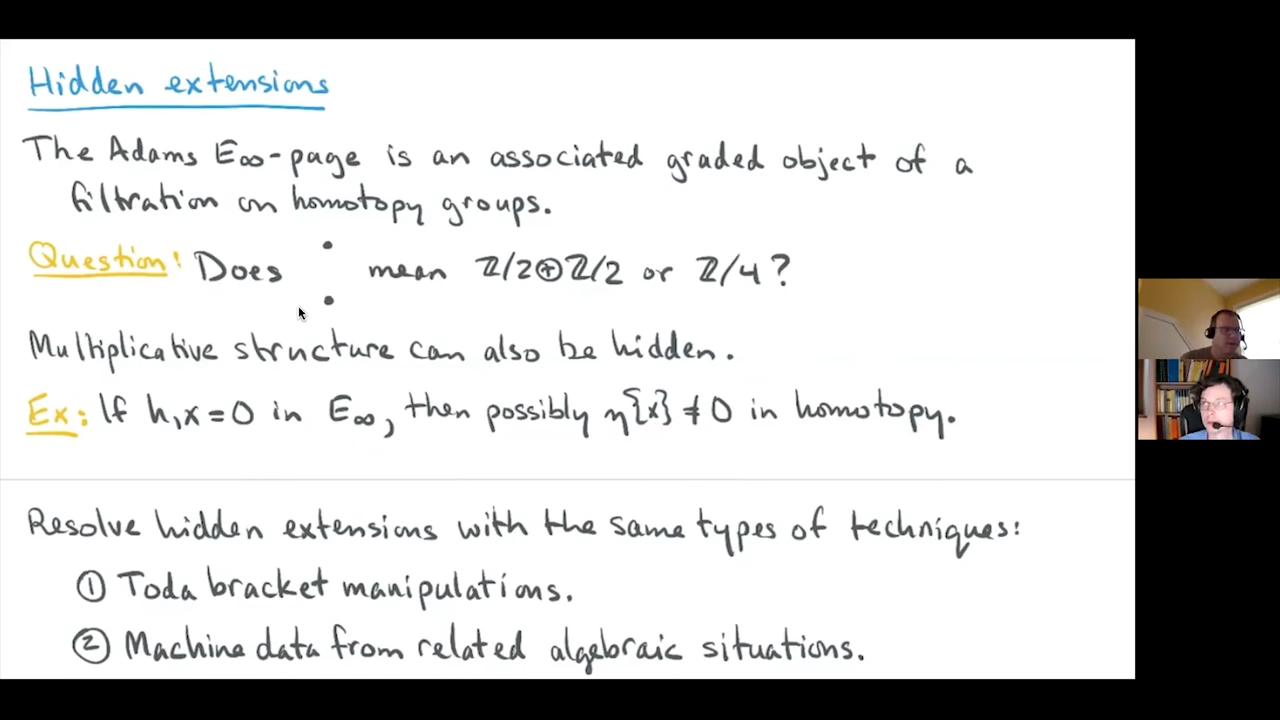 Hidden extensions
The Adams E∞-page is an associated graded object of a
filtration on homotopy groups.
Question: Does : mean ℤ/2⊕ℤ/2 or ℤ/4?
Multiplicative structure can also be hidden.
Ex: If h₁x=0 in E∞, then possibly η{x}≠0 in homotopy.
Resolve hidden extensions with the same types of techniques:
① Toda bracket manipulations.
② Machine data from related algebraic situations.